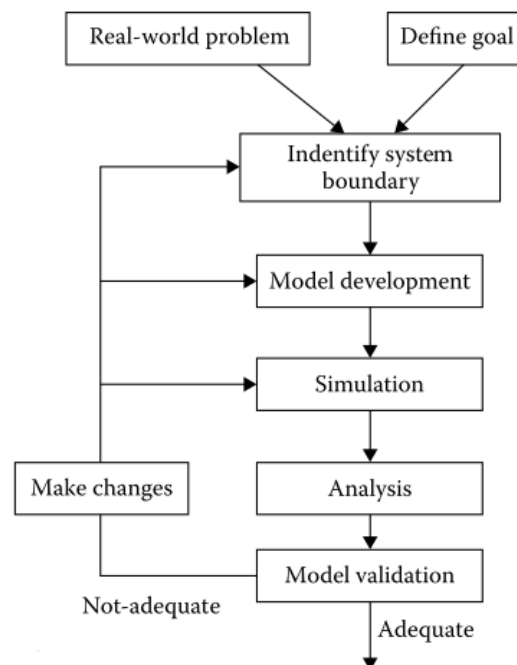 Real-world problem
Define goal
Indentify system
boundary
Model development
Simulation
Make changes
Analysis
Model validation
Not-adequate
Adequate